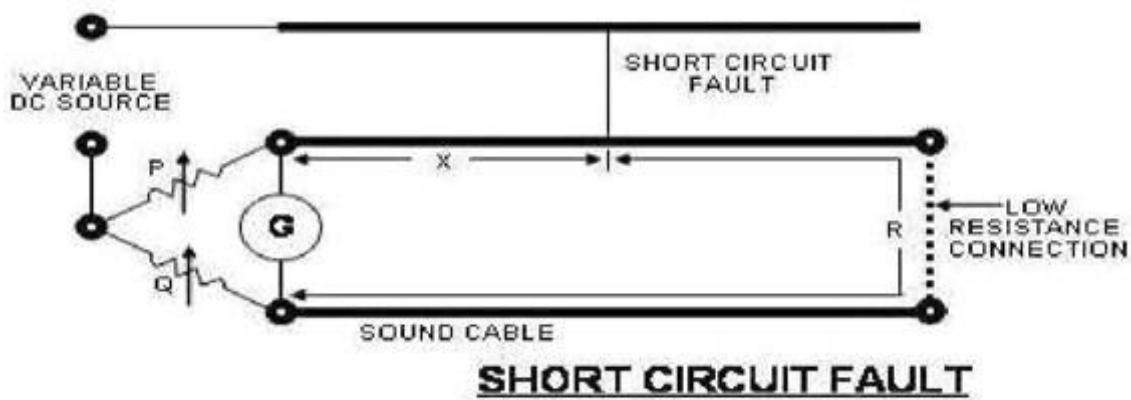 VARIABLE
DC SOURCE
SHORT CIRCUIT
FAULT
P
X
G
R
LOW
RESISTANCE
CONNECTION
Q
SOUND CABLE
SHORT CIRCUIT FAULT